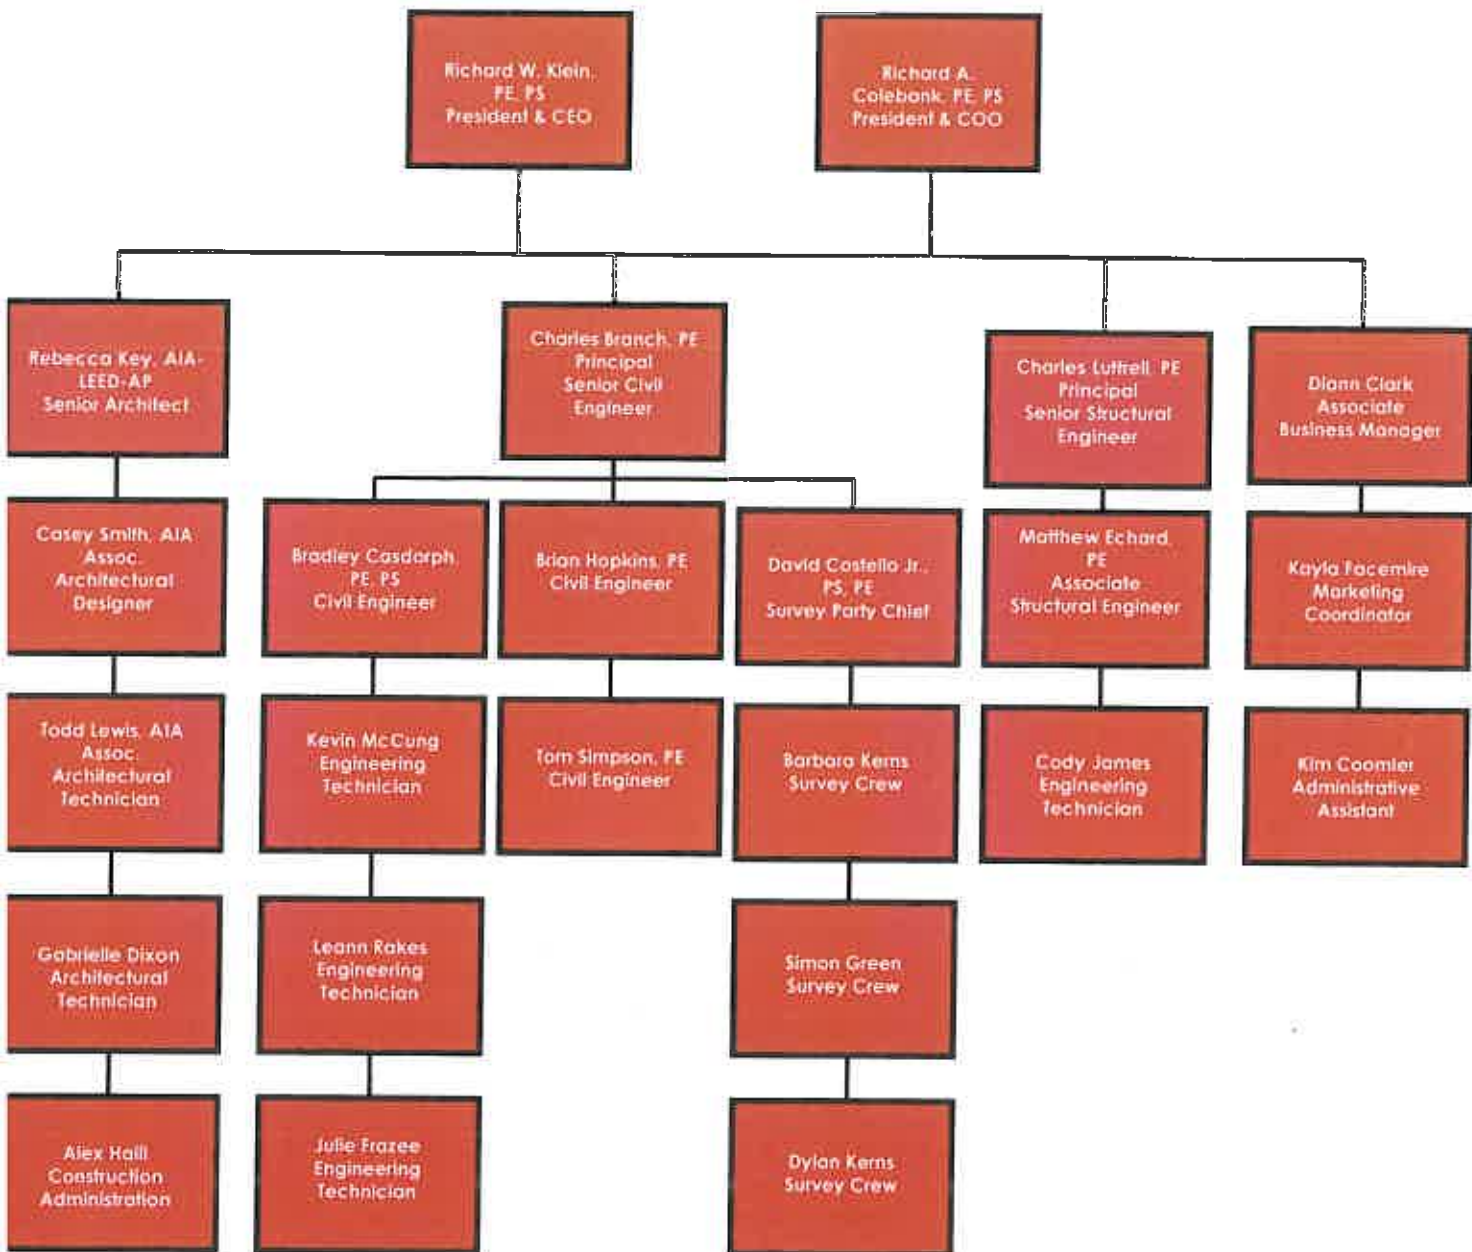 Richard W. Klein,
PE, PS
President & CEO
Richard A.
Colebank, PE, PS
President & COO
Rebecca Key, AIA-
LEED-AP
Senior Architect
Charles Branch, PE
Principal
Senior Civil
Engineer
Charles Luttrell, PE
Principal
Senior Structural
Engineer
Diann Clark
Associate
Business Manager
Casey Smith, AIA
Assoc.
Architectural
Designer
Bradley Casdorph,
PE, PS
Civil Engineer
Brian Hopkins, PE
Civil Engineer
David Costello Jr.,
PS, PE
Survey Party Chief
Matthew Echard,
PE
Associate
Structural Engineer
Kayla Facemire
Marketing
Coordinator
Todd Lewis, AIA
Assoc.
Architectural
Technician
Kevin McCung
Engineering
Technician
Tom Simpson, PE
Civil Engineer
Barbara Kerns
Survey Crew
Cody James
Engineering
Technician
Kim Coomler
Administrative
Assistant
Gabrielle Dixon
Architectural
Technician
Leann Rakes
Engineering
Technician
Simon Green
Survey Crew
Alex Haill
Construction
Administration
Julie Frazee
Engineering
Technician
Dylan Kerns
Survey Crew